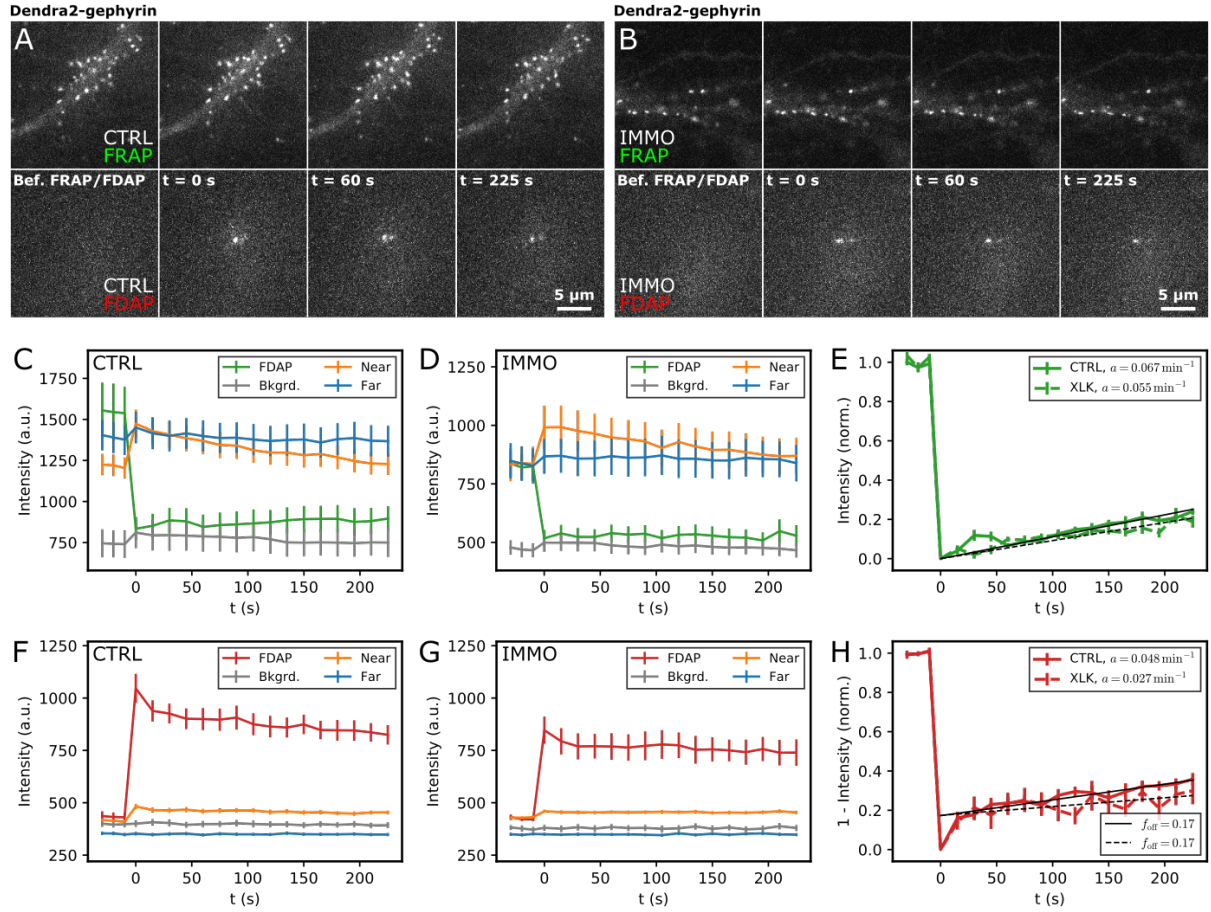 Dendra2-gephyrin
Dendra2-gephyrin
A
CTRL
FRAP
B
IMMO
FRAP
Bef. FRAP/FDAP
t = 0 s
t = 60 s
t = 225 s
CTRL
FDAP
5 µm
Bef. FRAP/FDAP
t = 0 s
t = 60 s
t = 225 s
IMMO
FDAP
5 µm
C
CTRL
FDAP
Bkgrd.
Near
Far
Intensity (a.u.)
1750
1500
1250
1000
750
0 50 100 150 200
t (s)
D
IMMO
FDAP
Bkgrd.
Near
Far
Intensity (a.u.)
1250
1000
750
500
0 50 100 150 200
t (s)
E
CTRL, a = 0.067 min⁻¹
XLK, a = 0.055 min⁻¹
Intensity (norm.)
1.0
0.8
0.6
0.4
0.2
0.0
0 50 100 150 200
t (s)
F
CTRL
FDAP
Bkgrd.
Near
Far
Intensity (a.u.)
1250
1000
750
500
250
0 50 100 150 200
t (s)
G
IMMO
FDAP
Bkgrd.
Near
Far
Intensity (a.u.)
1250
1000
750
500
250
0 50 100 150 200
t (s)
H
CTRL, a = 0.048 min⁻¹
XLK, a = 0.027 min⁻¹
1 - Intensity (norm.)
1.0
0.8
0.6
0.4
0.2
0.0
f_off = 0.17
f_off = 0.17
0 50 100 150 200
t (s)